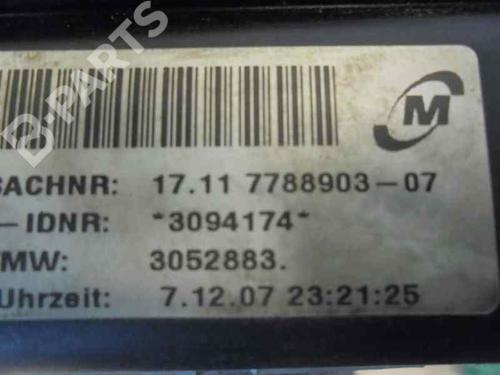 B-PARTS
M
SACHNR: 17.11 7788903-07
-IDNR: *3094174*
MW: 3052883.
Uhrzeit: 7.12.07 23:21:25